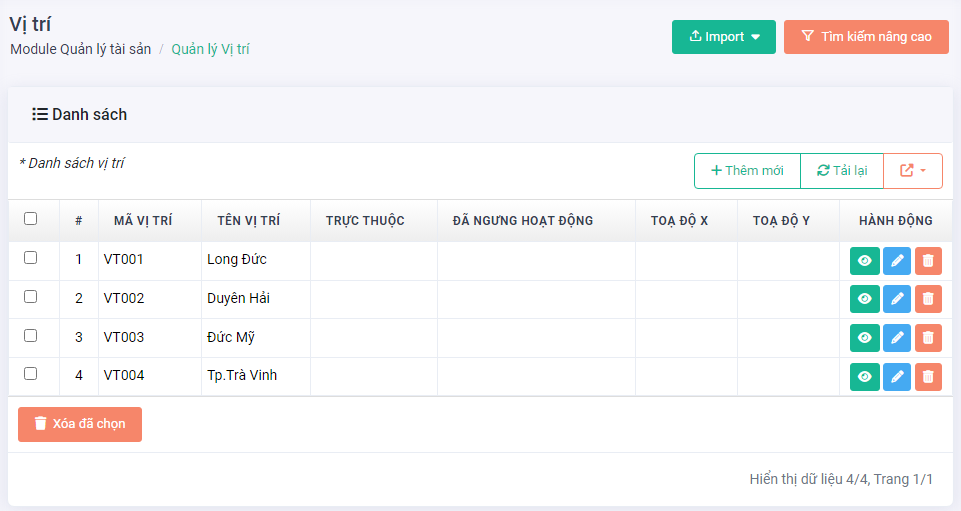 Vị trí
Module Quản lý tài sản / Quản lý Vị trí
Import
Tìm kiếm nâng cao
Danh sách
* Danh sách vị trí
Thêm mới
Tải lại
# MÃ VỊ TRÍ TÊN VỊ TRÍ TRỰC THUỘC ĐÃ NGƯNG HOẠT ĐỘNG TOẠ ĐỘ X TOẠ ĐỘ Y HÀNH ĐỘNG
1 VT001 Long Đức
2 VT002 Duyên Hải
3 VT003 Đức Mỹ
4 VT004 Tp.Trà Vinh
Xóa đã chọn
Hiển thị dữ liệu 4/4, Trang 1/1